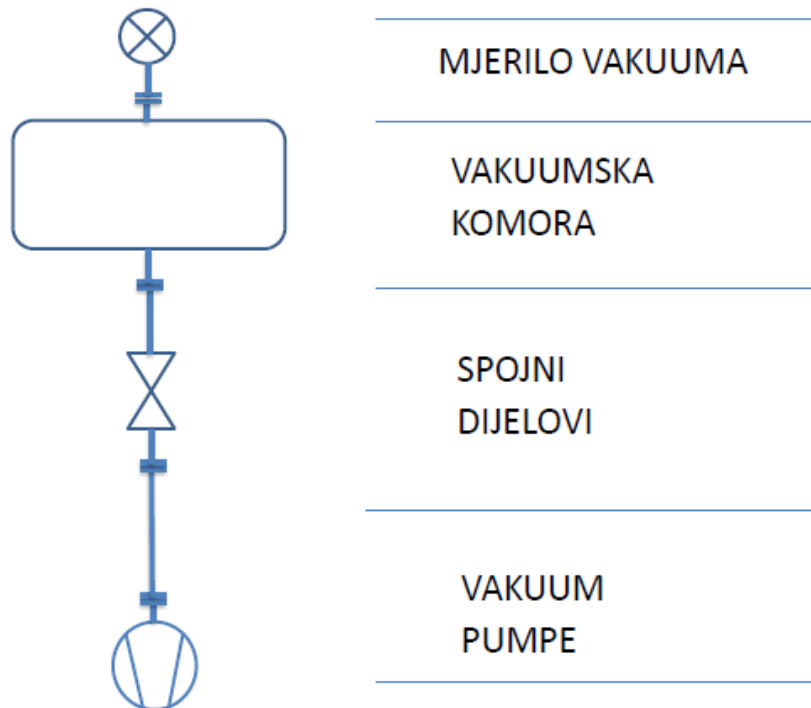 MJERILO VAKUUMA
VAKUUMSKA
KOMORA
SPOJNI
DIJELOVI
VAKUUM
PUMPE